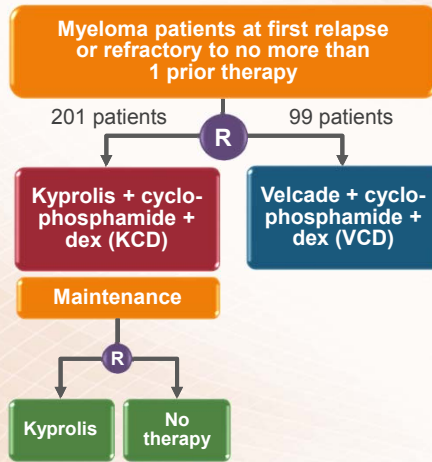 Myeloma patients at first relapse
or refractory to no more than
1 prior therapy
201 patients
99 patients
R
Kyprolis + cyclo-
phosphamide +
dex (KCD)
Velcade + cyclo-
phosphamide +
dex (VCD)
Maintenance
R
Kyprolis
No
therapy